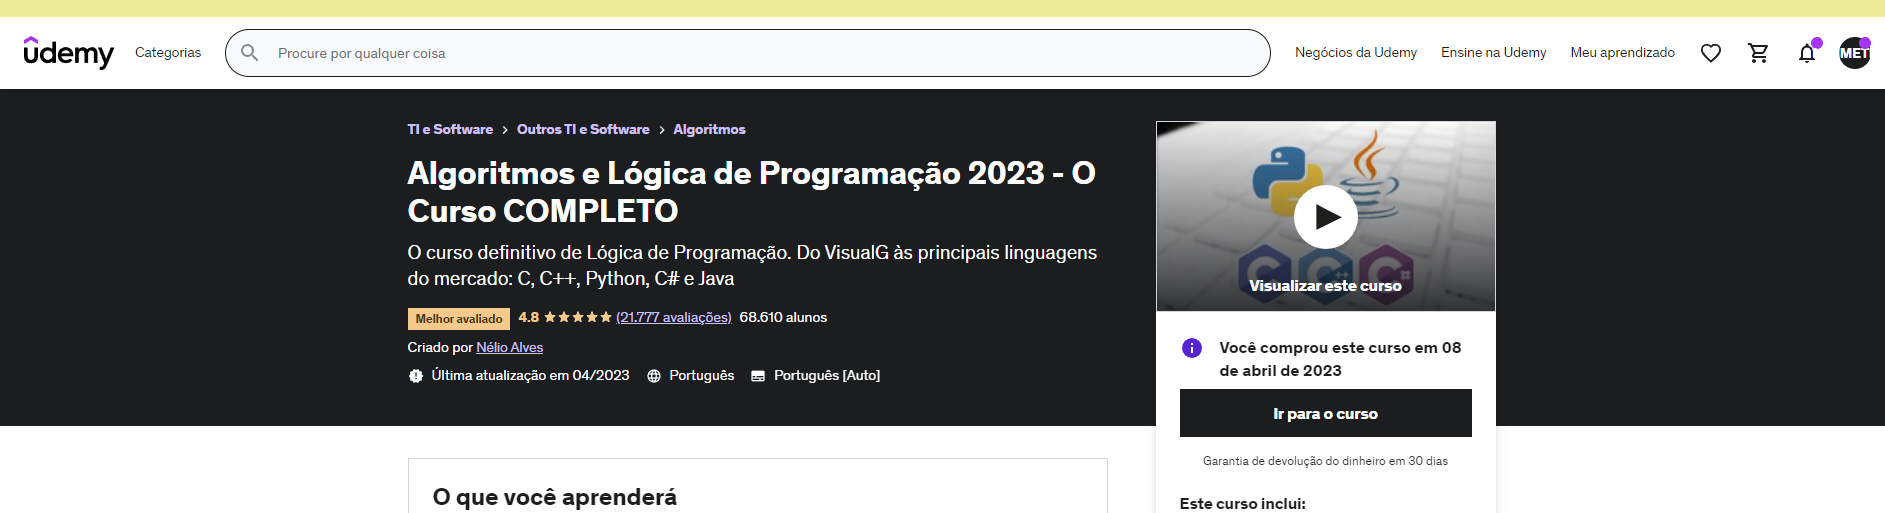 udemy
Categorias
Procure por qualquer coisa
Negócios da Udemy
Ensine na Udemy
Meu aprendizado
MET
TI e Software > Outros TI e Software > Algoritmos
Algoritmos e Lógica de Programação 2023 - O
Curso COMPLETO
O curso definitivo de Lógica de Programação. Do VisualG às principais linguagens
do mercado: C, C++, Python, C# e Java
Melhor avaliado 4.8 (21.777 avaliações) 68.610 alunos
Criado por Nélio Alves
Última atualização em 04/2023 Português Português [Auto]
C C++ C#
Visualizar este curso
Você comprou este curso em 08
de abril de 2023
Ir para o curso
Garantia de devolução do dinheiro em 30 dias
Este curso inclui:
O que você aprenderá